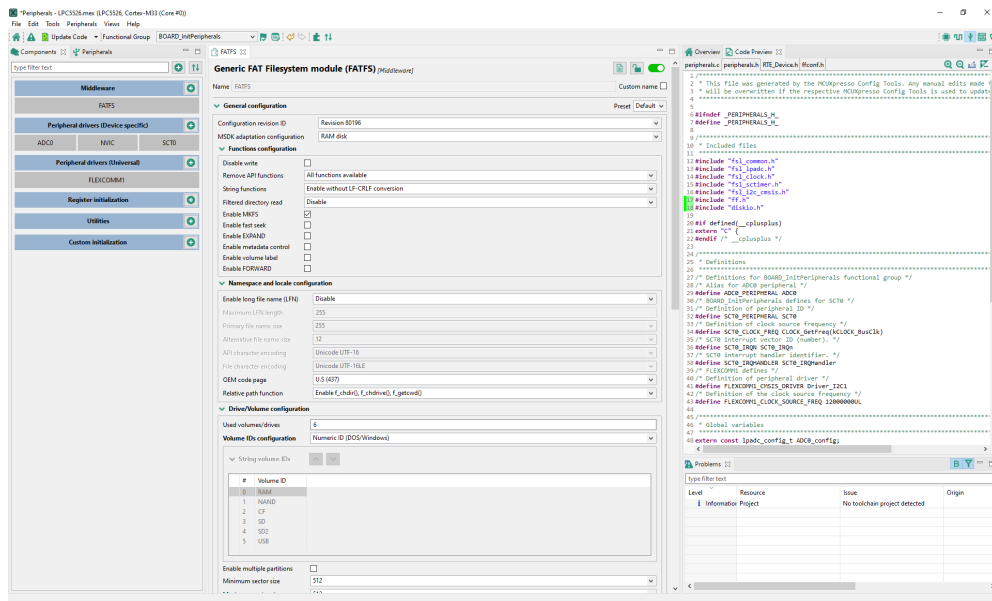 *Peripherals - LPC5526.mex (LPC5526, Cortex-M33 (Core #0))
File Edit Tools Peripherals Views Help
Update Code Functional Group BOARD_InitPeripherals
Components Peripherals
type filter text
Middleware
FATFS
Peripheral drivers (Device specific)
ADC0 NVIC SCT0
Peripheral drivers (Universal)
FLEXCOMM1
Register initialization
Utilities
Custom initialization
FATFS
Generic FAT Filesystem module (FATFS) [Middleware]
Name FATFS Custom name
General configuration Preset Default
Configuration revision ID Revision 80196
MSDK adaptation configuration RAM disk
Functions configuration
Disable write
Remove API functions All functions available
String functions Enable without LF-CRLF conversion
Filtered directory read Disable
Enable MKFS
Enable fast seek
Enable EXPAND
Enable metadata control
Enable volume label
Enable FORWARD
Namespace and locale configuration
Enable long file name (LFN) Disable
Maximum LFN length 255
Primary file name size 255
Alternative file name size 12
API character encoding Unicode UTF-16
File character encoding Unicode UTF-16LE
OEM code page U.S (437)
Relative path function Enable f_chdir(), f_chdrive(), f_getcwd()
Drive/Volume configuration
Used volumes/drives 6
Volume IDs configuration Numeric ID (DOS/Windows)
String volume IDs
# Volume ID
0 RAM
1 NAND
2 CF
3 SD
4 SD2
5 USB
Enable multiple partitions
Minimum sector size 512
Overview Code Preview
peripherals.c peripherals.h RTE_Device.h ffconf.h
1 /***********************************************************
2 * This file was generated by the MCUXpresso Config Tools. Any manual edits made
3 * will be overwritten if the respective MCUXpresso Config Tools is used to updat
4 ***********************************************************
5
6 #ifndef _PERIPHERALS_H_
7 #define _PERIPHERALS_H_
8
9 /***********************************************************
10 * Included files
11 ***********************************************************
12 #include "fsl_common.h"
13 #include "fsl_lpadc.h"
14 #include "fsl_clock.h"
15 #include "fsl_sctimer.h"
16 #include "fsl_i2c_cmsis.h"
17 #include "ff.h"
18 #include "diskio.h"
19
20 #if defined(__cplusplus)
21 extern "C" {
22 #endif /* __cplusplus */
23
24 /***********************************************************
25 * Definitions
26 ***********************************************************
27 /* Definitions for BOARD_InitPeripherals functional group */
28 /* Alias for ADC0 peripheral */
29 #define ADC0_PERIPHERAL ADC0
30 /* BOARD_InitPeripherals defines for SCT0 */
31 /* Definition of peripheral ID */
32 #define SCT0_PERIPHERAL SCT0
33 /* Definition of clock source frequency */
34 #define SCT0_CLOCK_FREQ CLOCK_GetFreq(kCLOCK_BusClk)
35 /* SCT0 interrupt vector ID (number). */
36 #define SCT0_IRQN SCT0_IRQn
37 /* SCT0 interrupt handler identifier. */
38 #define SCT0_IRQHANDLER SCT0_IRQHandler
39 /* FLEXCOMM1 defines */
40 /* Definition of peripheral driver */
41 #define FLEXCOMM1_CMSIS_DRIVER Driver_I2C1
42 /* Definition of the clock source frequency */
43 #define FLEXCOMM1_CLOCK_SOURCE_FREQ 12000000UL
44
45 /***********************************************************
46 * Global variables
47 ***********************************************************
48 extern const lpadc_config_t ADC0_config;
Problems
type filter text
Level Resource Issue Origin
Information Project No toolchain project detected